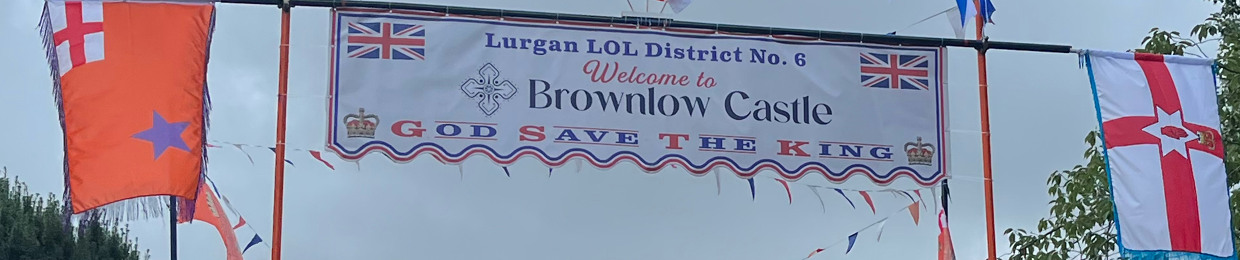 Lurgan LOL District No. 6
Welcome to
Brownlow Castle
GOD SAVE THE KING